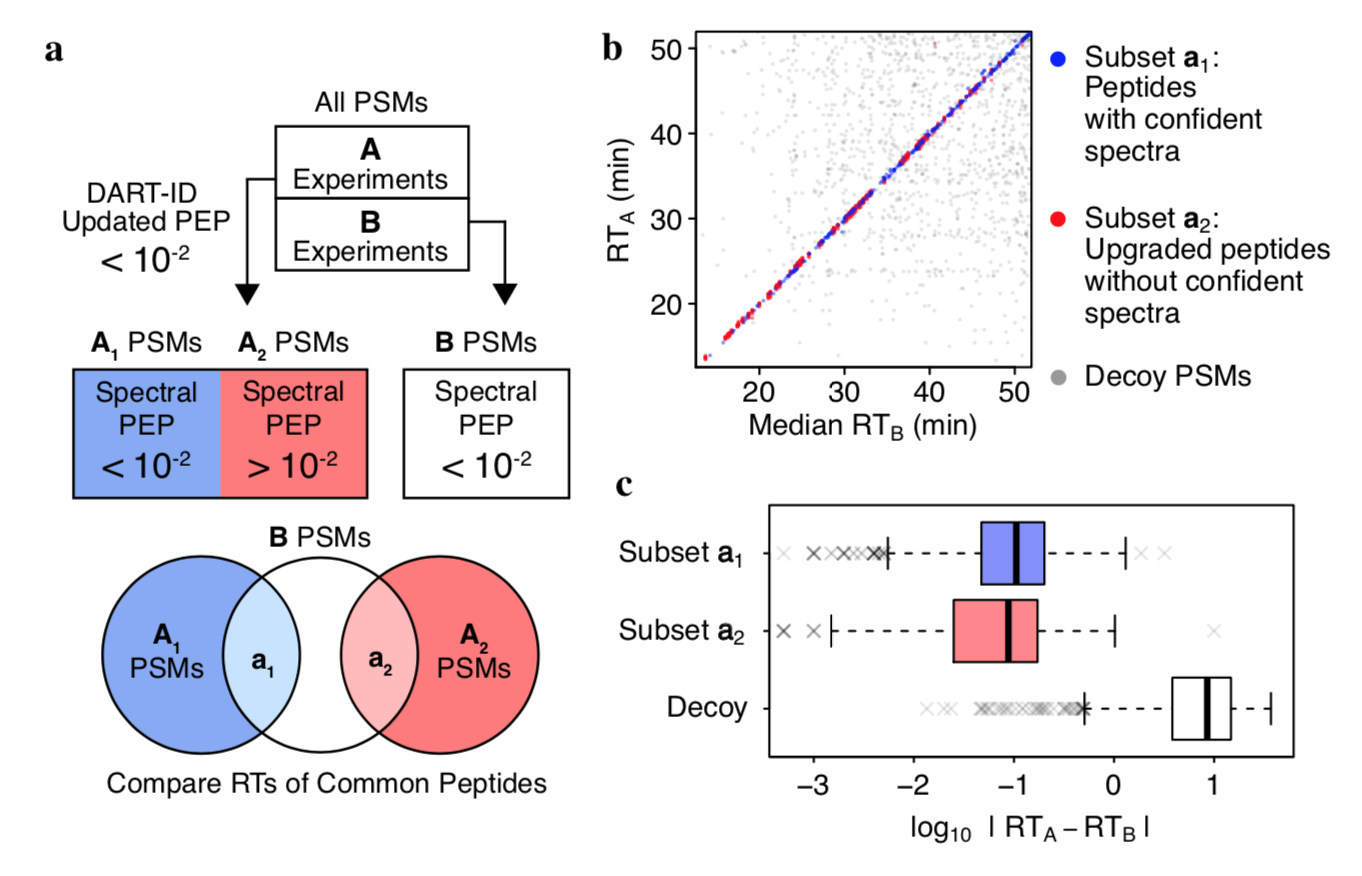 a
All PSMs
A
Experiments
B
Experiments
DART-ID
Updated PEP
< 10-2
A1 PSMs
A2 PSMs
B PSMs
Spectral
PEP
< 10-2
Spectral
PEP
> 10-2
Spectral
PEP
< 10-2
B PSMs
A1
PSMs
a1
a2
A2
PSMs
Compare RTs of Common Peptides
b
RTA (min)
50
40
30
20
20 30 40 50
Median RTB (min)
Subset a1:
Peptides
with confident
spectra
Subset a2:
Upgraded peptides
without confident
spectra
Decoy PSMs
c
Subset a1
Subset a2
Decoy
−3 −2 −1 0 1
log10 | RTA − RTB |